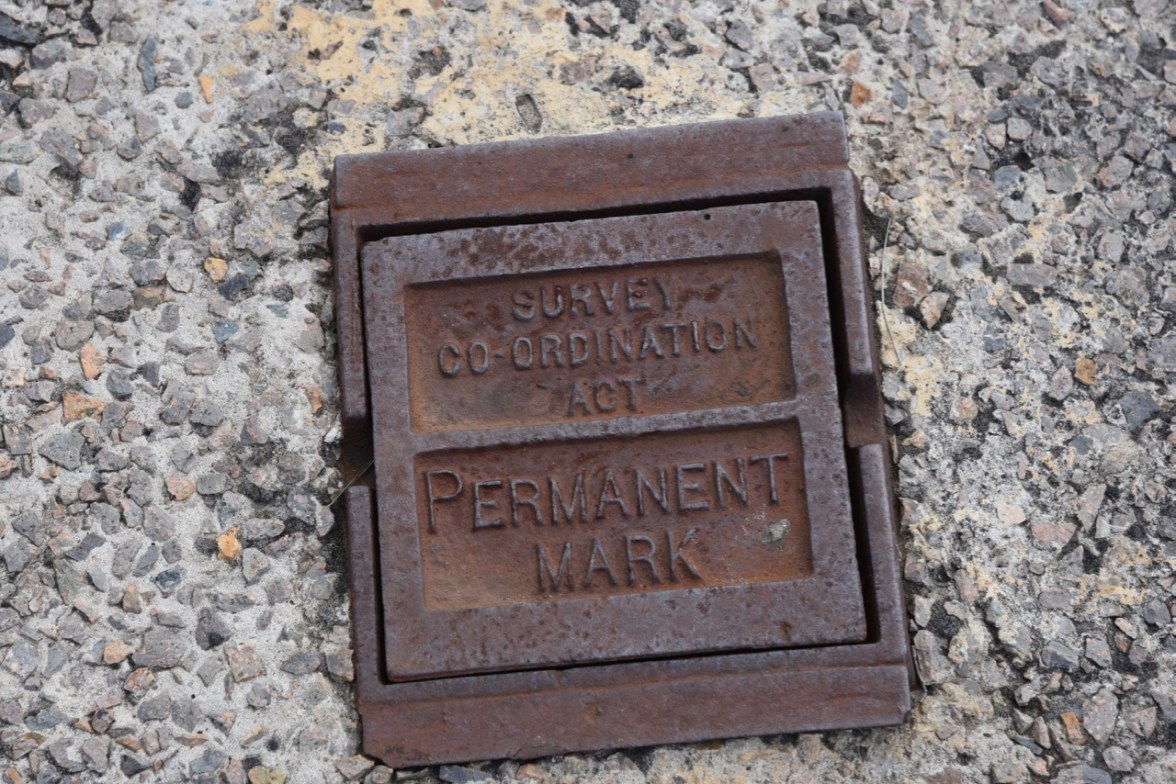 SURVEY
CO-ORDINATION
ACT
PERMANENT
MARK